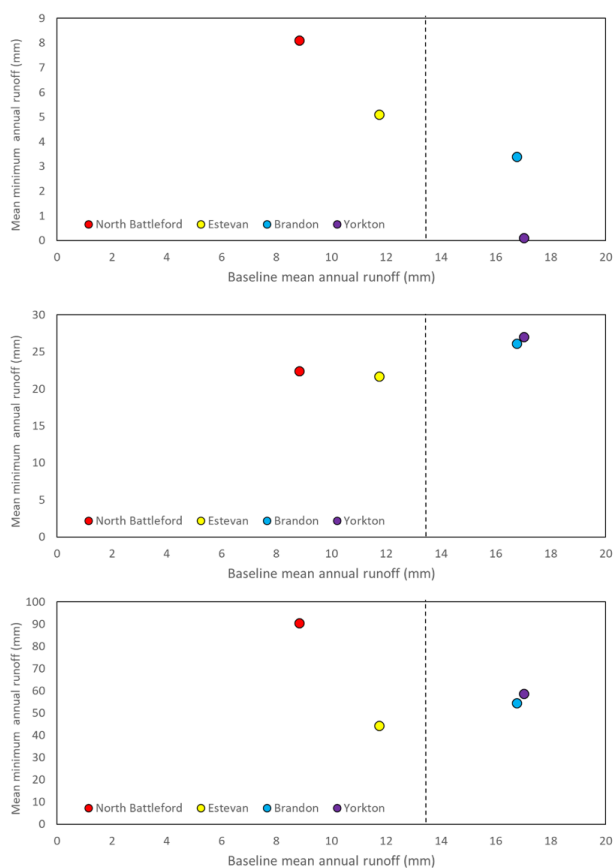 9
8
7
6
5
4
3
2
1
0
Mean minimum annual runoff (mm)
North Battleford Estevan Brandon Yorkton
0 2 4 6 8 10 12 14 16 18 20
Baseline mean annual runoff (mm)
30
25
20
15
10
5
0
Mean minimum annual runoff (mm)
North Battleford Estevan Brandon Yorkton
0 2 4 6 8 10 12 14 16 18 20
Baseline mean annual runoff (mm)
100
90
80
70
60
50
40
30
20
10
0
Mean minimum annual runoff (mm)
North Battleford Estevan Brandon Yorkton
0 2 4 6 8 10 12 14 16 18 20
Baseline mean annual runoff (mm)